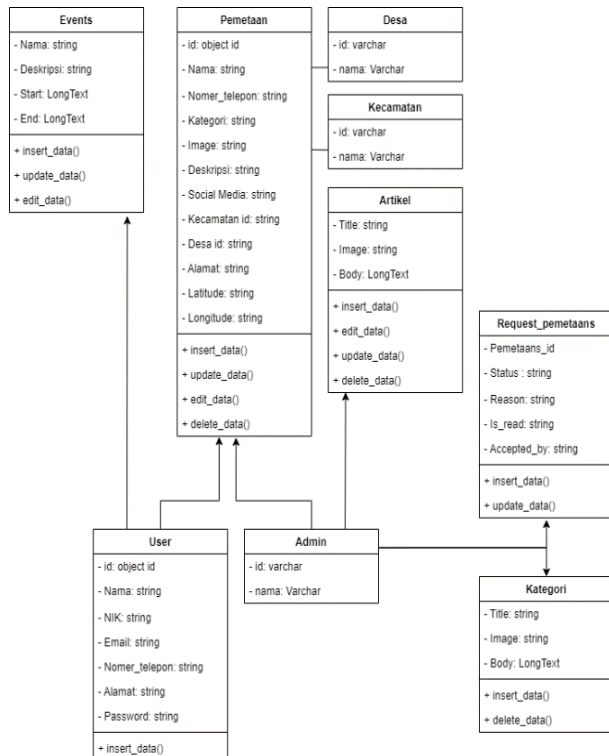 Events
- Nama: string
- Deskripsi: string
- Start: LongText
- End: LongText
+ insert_data()
+ update_data()
+ edit_data()
Pemetaan
- id: object id
- Nama: string
- Nomer_telepon: string
- Kategori: string
- Image: string
- Deskripsi: string
- Social Media: string
- Kecamatan id: string
- Desa id: string
- Alamat: string
- Latitude: string
- Longitude: string
+ insert_data()
+ update_data()
+ edit_data()
+ delete_data()
Desa
- id: varchar
- nama: Varchar
Kecamatan
- id: varchar
- nama: Varchar
Artikel
- Title: string
- Image: string
- Body: LongText
+ insert_data()
+ edit_data()
+ update_data()
+ delete_data()
Request_pemetaans
- Pemetaans_id
- Status : string
- Reason: string
- Is_read: string
- Accepted_by: string
+ insert_data()
+ update_data()
User
- id: object id
- Nama: string
- NIK: string
- Email: string
- Nomer_telepon: string
- Alamat: string
- Password: string
+ insert_data()
Admin
- id: varchar
- nama: Varchar
Kategori
- Title: string
- Image: string
- Body: LongText
+ insert_data()
+ delete_data()